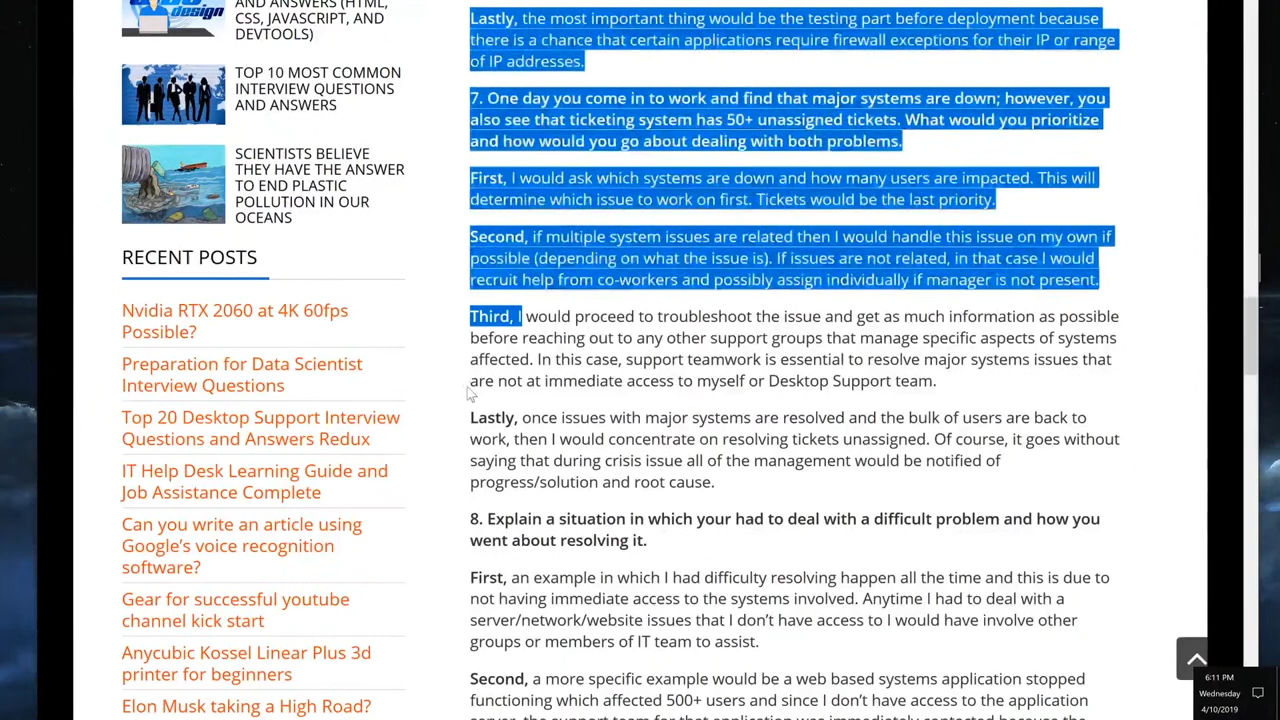 AND ANSWERS (HTML,
CSS, JAVASCRIPT, AND
DEVTOOLS)
design
TOP 10 MOST COMMON
INTERVIEW QUESTIONS
AND ANSWERS
SCIENTISTS BELIEVE
THEY HAVE THE ANSWER
TO END PLASTIC
POLLUTION IN OUR
OCEANS
RECENT POSTS
Nvidia RTX 2060 at 4K 60fps
Possible?
Preparation for Data Scientist
Interview Questions
Top 20 Desktop Support Interview
Questions and Answers Redux
IT Help Desk Learning Guide and
Job Assistance Complete
Can you write an article using
Google’s voice recognition
software?
Gear for successful youtube
channel kick start
Anycubic Kossel Linear Plus 3d
printer for beginners
Elon Musk taking a High Road?
Lastly, the most important thing would be the testing part before deployment because
there is a chance that certain applications require firewall exceptions for their IP or range
of IP addresses.
7. One day you come in to work and find that major systems are down; however, you
also see that ticketing system has 50+ unassigned tickets. What would you prioritize
and how would you go about dealing with both problems.
First, I would ask which systems are down and how many users are impacted. This will
determine which issue to work on first. Tickets would be the last priority.
Second, if multiple system issues are related then I would handle this issue on my own if
possible (depending on what the issue is). If issues are not related, in that case I would
recruit help from co-workers and possibly assign individually if manager is not present.
Third, I would proceed to troubleshoot the issue and get as much information as possible
before reaching out to any other support groups that manage specific aspects of systems
affected. In this case, support teamwork is essential to resolve major systems issues that
are not at immediate access to myself or Desktop Support team.
Lastly, once issues with major systems are resolved and the bulk of users are back to
work, then I would concentrate on resolving tickets unassigned. Of course, it goes without
saying that during crisis issue all of the management would be notified of
progress/solution and root cause.
8. Explain a situation in which your had to deal with a difficult problem and how you
went about resolving it.
First, an example in which I had difficulty resolving happen all the time and this is due to
not having immediate access to the systems involved. Anytime I had to deal with a
server/network/website issues that I don’t have access to I would have involve other
groups or members of IT team to assist.
Second, a more specific example would be a web based systems application stopped
functioning which affected 500+ users and since I don’t have access to the application
server, the support team for that application was immediately contacted because the
6:11 PM
Wednesday
4/10/2019